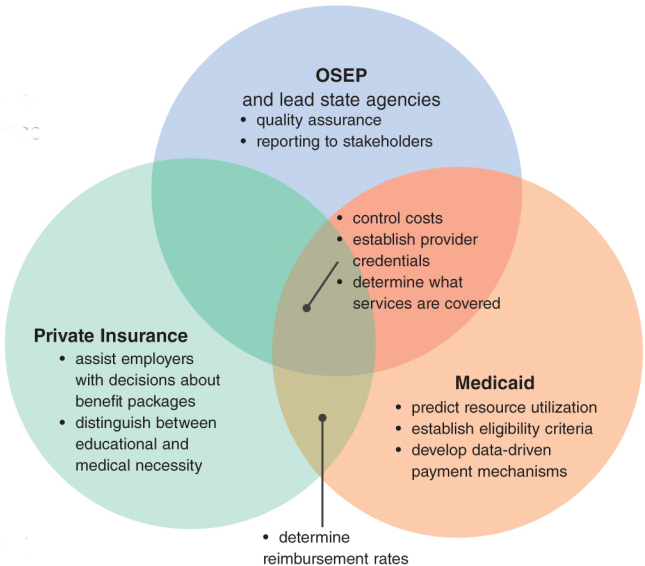 OSEP
and lead state agencies
• quality assurance
• reporting to stakeholders
• control costs
• establish provider
credentials
• determine what
services are covered
Private Insurance
• assist employers
with decisions about
benefit packages
• distinguish between
educational and
medical necessity
Medicaid
• predict resource utilization
• establish eligibility criteria
• develop data-driven
payment mechanisms
• determine
reimbursement rates